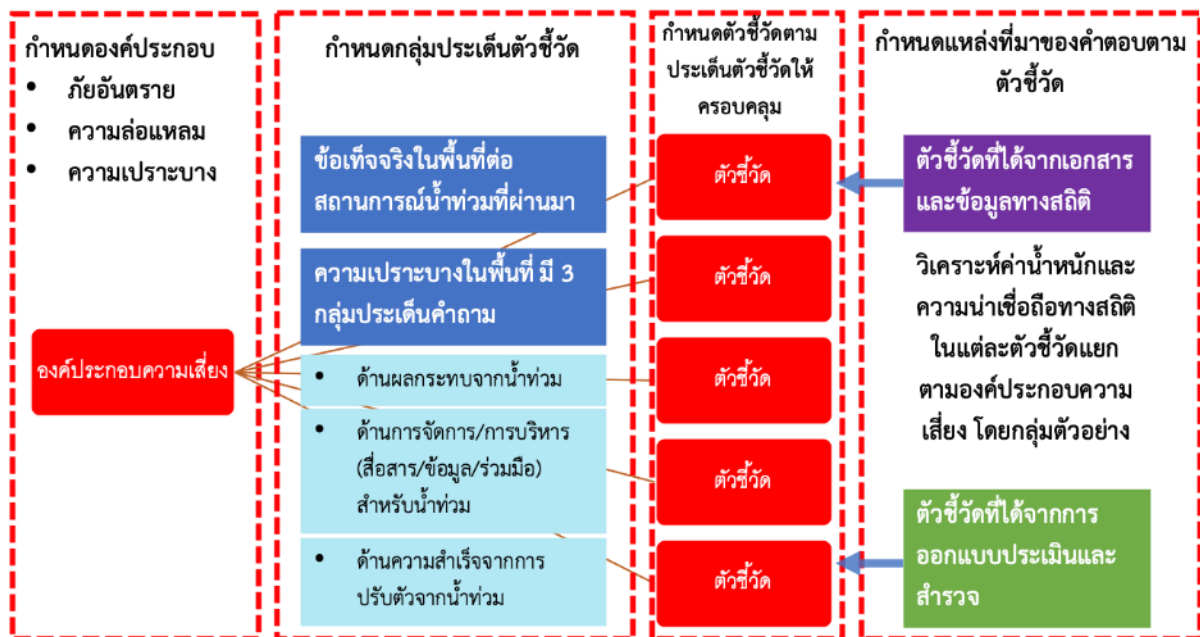 กำหนดองค์ประกอบ
• ภัยอันตราย
• ความล่อแหลม
• ความเปราะบาง
องค์ประกอบความเสี่ยง
กำหนดกลุ่มประเด็นตัวชี้วัด
ข้อเท็จจริงในพื้นที่ต่อ
สถานการณ์น้ำท่วมที่ผ่านมา
ความเปราะบางในพื้นที่ มี 3
กลุ่มประเด็นคำถาม
• ด้านผลกระทบจากน้ำท่วม
• ด้านการจัดการ/การบริหาร
(สื่อสาร/ข้อมูล/ร่วมมือ)
สำหรับน้ำท่วม
• ด้านความสำเร็จจากการ
ปรับตัวจากน้ำท่วม
กำหนดตัวชี้วัดตาม
ประเด็นตัวชี้วัดให้
ครอบคลุม
ตัวชี้วัด
ตัวชี้วัด
ตัวชี้วัด
ตัวชี้วัด
ตัวชี้วัด
กำหนดแหล่งที่มาของคำตอบตาม
ตัวชี้วัด
ตัวชี้วัดที่ได้จากเอกสาร
และข้อมูลทางสถิติ
วิเคราะห์ค่าน้ำหนักและ
ความน่าเชื่อถือทางสถิติ
ในแต่ละตัวชี้วัดแยก
ตามองค์ประกอบความ
เสี่ยง โดยกลุ่มตัวอย่าง
ตัวชี้วัดที่ได้จากการ
ออกแบบประเมินและ
สำรวจ